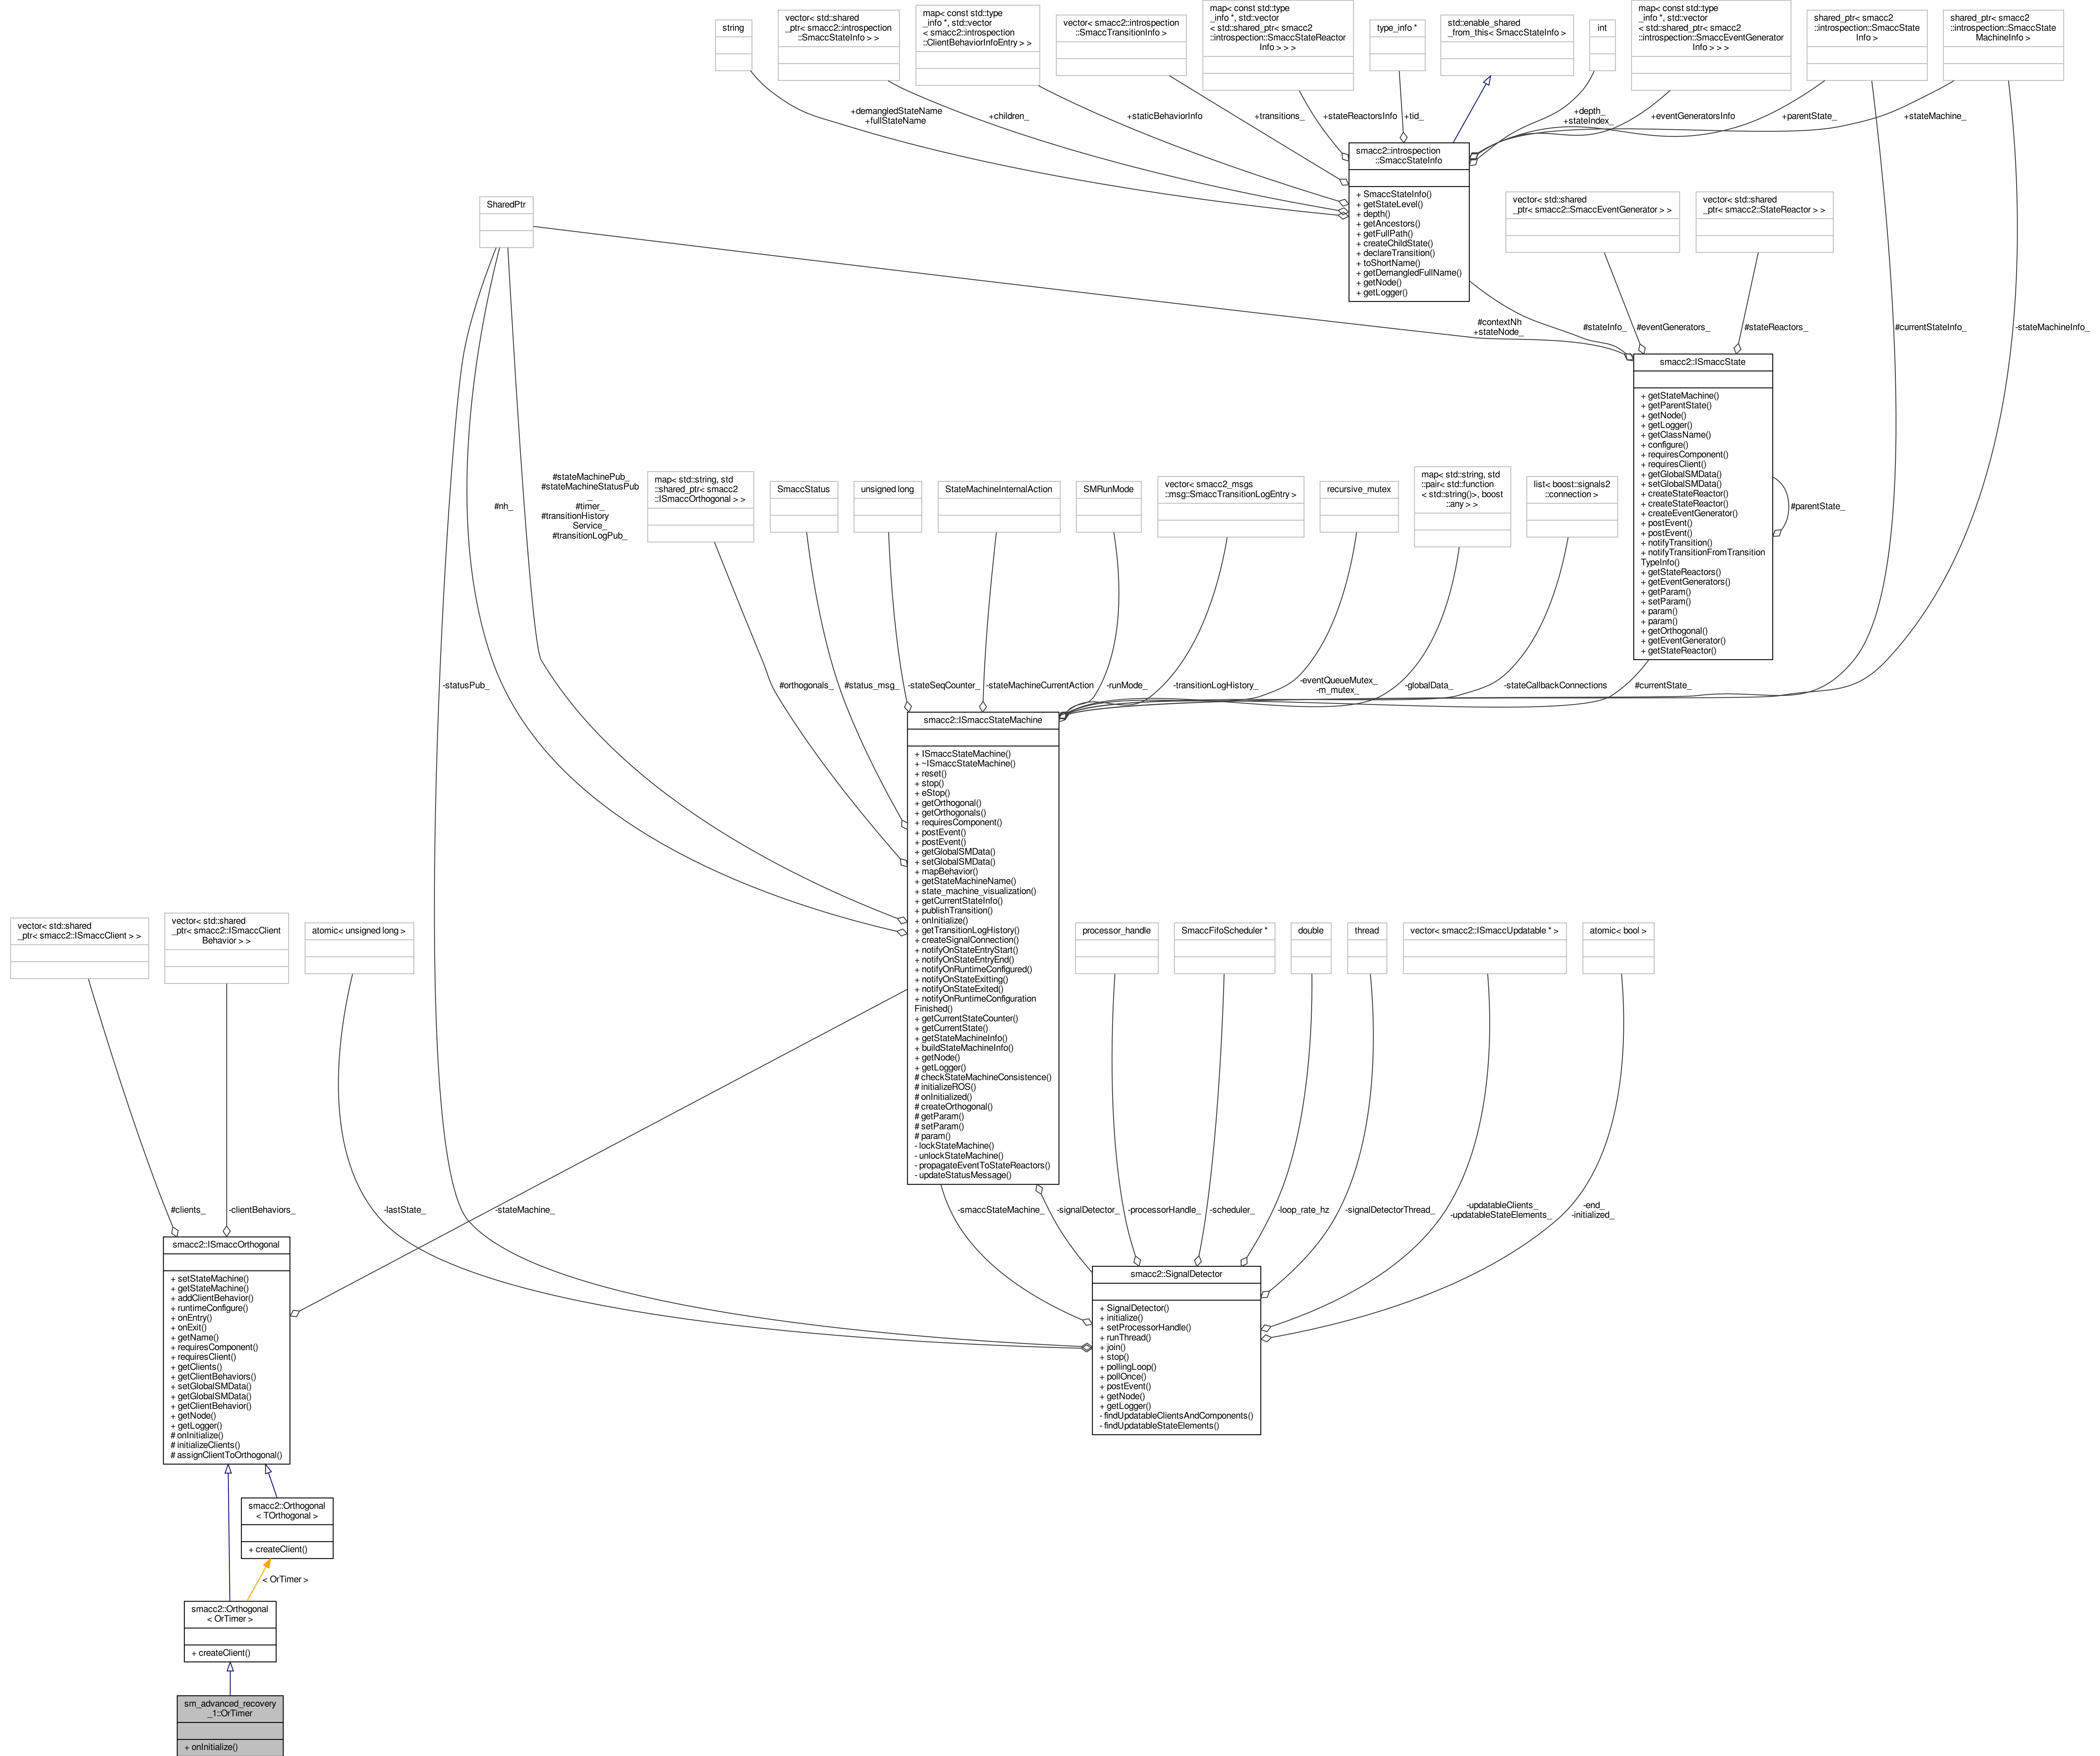 string
vector< std::shared
_ptr< smacc2::introspection
::SmaccStateInfo > >
map< const std::type
_info *, std::vector
< smacc2::introspection
::ClientBehaviorInfoEntry > >
vector< smacc2::introspection
::SmaccTransitionInfo >
map< const std::type
_info *, std::vector
< std::shared_ptr< smacc2
::introspection::SmaccStateReactor
Info > > >
type_info *
std::enable_shared
_from_this< SmaccStateInfo >
int
map< const std::type
_info *, std::vector
< std::shared_ptr< smacc2
::introspection::SmaccEventGenerator
Info > > >
shared_ptr< smacc2
::introspection::SmaccState
Info >
shared_ptr< smacc2
::introspection::SmaccState
MachineInfo >
+demangledStateName
+fullStateName
+children_
+staticBehaviorInfo
+transitions_
+stateReactorsInfo
+tid_
+depth_
+stateIndex_
+eventGeneratorsInfo
+parentState_
+stateMachine_
smacc2::introspection
::SmaccStateInfo
+ SmaccStateInfo()
+ getStateLevel()
+ depth()
+ getAncestors()
+ getFullPath()
+ createChildState()
+ declareTransition()
+ toShortName()
+ getDemangledFullName()
+ getNode()
+ getLogger()
SharedPtr
vector< std::shared
_ptr< smacc2::SmaccEventGenerator > >
vector< std::shared
_ptr< smacc2::StateReactor > >
#contextNh
+stateNode_
#stateInfo_
#eventGenerators_
#stateReactors_
#currentStateInfo_
-stateMachineInfo_
smacc2::ISmaccState
+ getStateMachine()
+ getParentState()
+ getNode()
+ getLogger()
+ getClassName()
+ configure()
+ requiresComponent()
+ requiresClient()
+ getGlobalSMData()
+ setGlobalSMData()
+ createStateReactor()
+ createStateReactor()
+ createEventGenerator()
+ postEvent()
+ postEvent()
+ notifyTransition()
+ notifyTransitionFromTransition
TypeInfo()
+ getStateReactors()
+ getEventGenerators()
+ getParam()
+ setParam()
+ param()
+ param()
+ getOrthogonal()
+ getEventGenerator()
+ getStateReactor()
#parentState_
#nh_
#stateMachinePub_
#stateMachineStatusPub
_
#timer_
#transitionHistory
Service_
#transitionLogPub_
map< std::string, std
::shared_ptr< smacc2
::ISmaccOrthogonal > >
SmaccStatus
unsigned long
StateMachineInternalAction
SMRunMode
vector< smacc2_msgs
::msg::SmaccTransitionLogEntry >
recursive_mutex
map< std::string, std
::pair< std::function
< std::string()>, boost
::any > >
list< boost::signals2
::connection >
-statusPub_
#orthogonals_
#status_msg_
-stateSeqCounter_
-stateMachineCurrentAction
-runMode_
-transitionLogHistory_
-eventQueueMutex_
-m_mutex_
-globalData_
-stateCallbackConnections
#currentState_
smacc2::ISmaccStateMachine
+ ISmaccStateMachine()
+ ~ISmaccStateMachine()
+ reset()
+ stop()
+ eStop()
+ getOrthogonal()
+ getOrthogonals()
+ requiresComponent()
+ postEvent()
+ postEvent()
+ getGlobalSMData()
+ setGlobalSMData()
+ mapBehavior()
+ getStateMachineName()
+ state_machine_visualization()
+ getCurrentStateInfo()
+ publishTransition()
+ onInitialize()
+ getTransitionLogHistory()
+ createSignalConnection()
+ notifyOnStateEntryStart()
+ notifyOnStateEntryEnd()
+ notifyOnRuntimeConfigured()
+ notifyOnStateExitting()
+ notifyOnStateExited()
+ notifyOnRuntimeConfiguration
Finished()
+ getCurrentStateCounter()
+ getCurrentState()
+ getStateMachineInfo()
+ buildStateMachineInfo()
+ getNode()
+ getLogger()
# checkStateMachineConsistence()
# initializeROS()
# onInitialized()
# createOrthogonal()
# getParam()
# setParam()
# param()
- lockStateMachine()
- unlockStateMachine()
- propagateEventToStateReactors()
- updateStatusMessage()
vector< std::shared
_ptr< smacc2::ISmaccClient > >
vector< std::shared
_ptr< smacc2::ISmaccClient
Behavior > >
atomic< unsigned long >
processor_handle
SmaccFifoScheduler *
double
thread
vector< smacc2::ISmaccUpdatable * >
atomic< bool >
#clients_
-clientBehaviors_
-lastState_
-stateMachine_
-smaccStateMachine_
-signalDetector_
-processorHandle_
-scheduler_
-loop_rate_hz
-signalDetectorThread_
-updatableClients_
-updatableStateElements_
-end_
-initialized_
smacc2::ISmaccOrthogonal
+ setStateMachine()
+ getStateMachine()
+ addClientBehavior()
+ runtimeConfigure()
+ onEntry()
+ onExit()
+ getName()
+ requiresComponent()
+ requiresClient()
+ getClients()
+ getClientBehaviors()
+ setGlobalSMData()
+ getGlobalSMData()
+ getClientBehavior()
+ getNode()
+ getLogger()
# onInitialize()
# initializeClients()
# assignClientToOrthogonal()
smacc2::SignalDetector
+ SignalDetector()
+ initialize()
+ setProcessorHandle()
+ runThread()
+ join()
+ stop()
+ pollingLoop()
+ pollOnce()
+ postEvent()
+ getNode()
+ getLogger()
- findUpdatableClientsAndComponents()
- findUpdatableStateElements()
smacc2::Orthogonal
< TOrthogonal >
+ createClient()
< OrTimer >
smacc2::Orthogonal
< OrTimer >
+ createClient()
sm_advanced_recovery
_1::OrTimer
+ onInitialize()